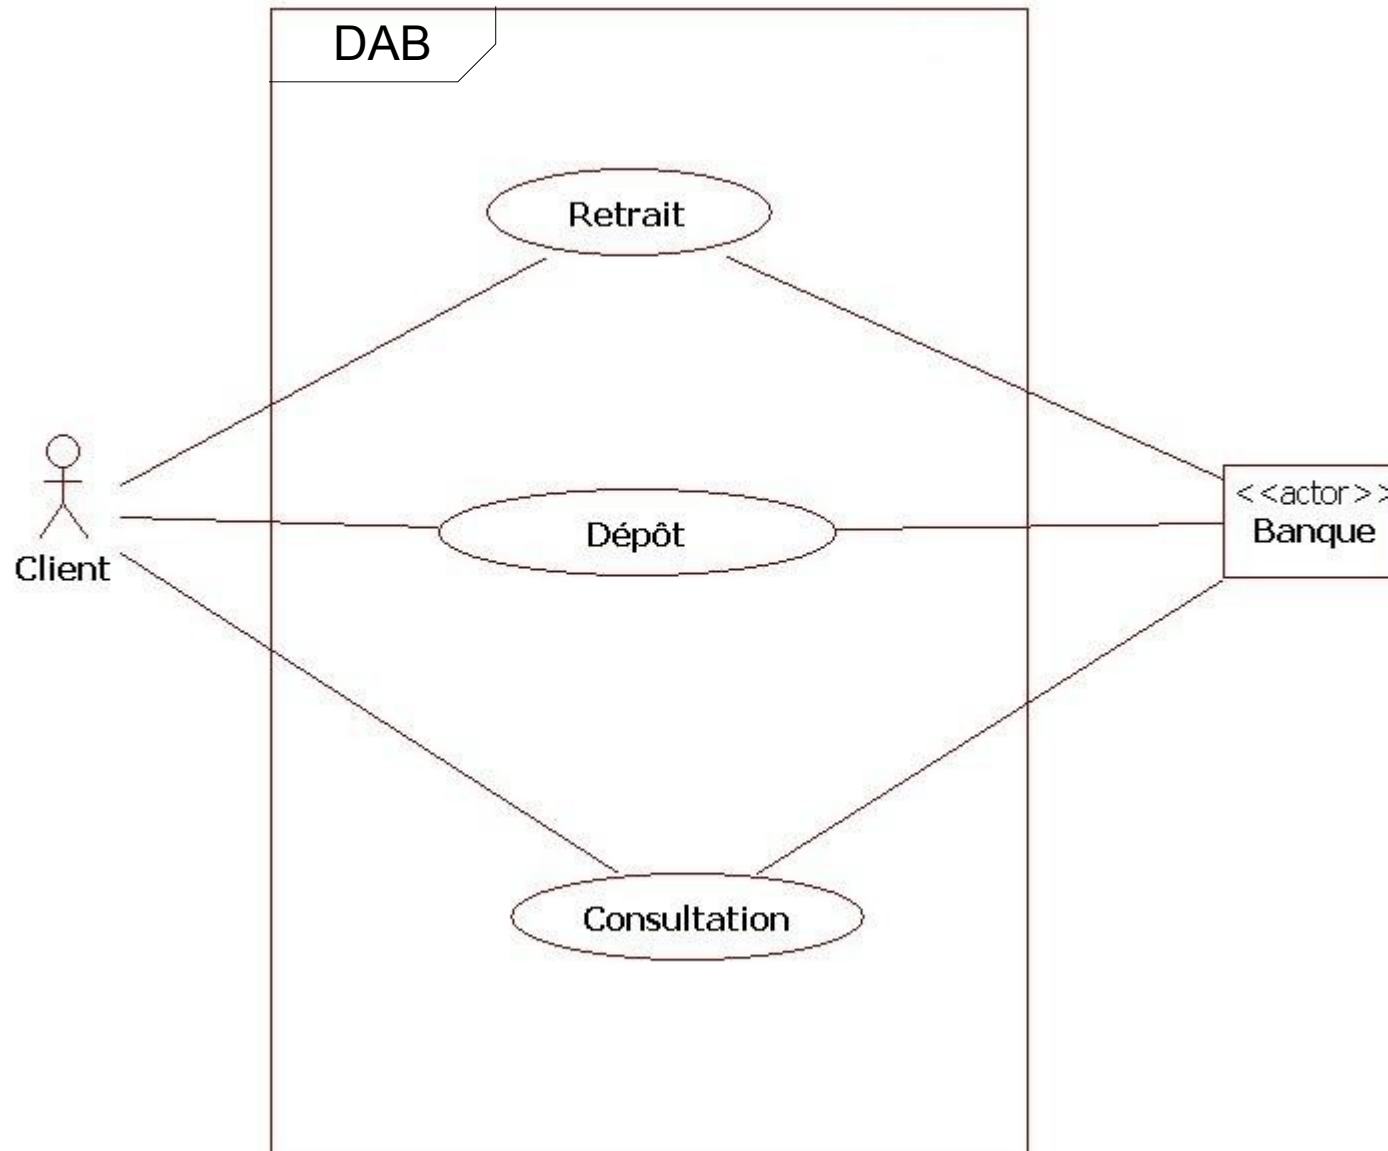 DAB
Retrait
Client
Dépôt
<<actor>>
Banque
Consultation